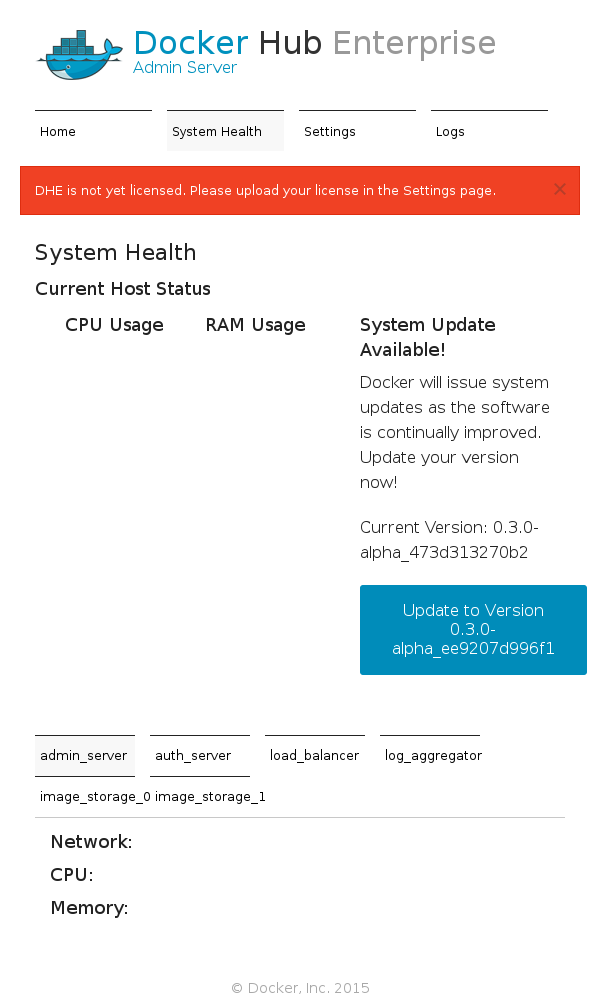 Docker Hub Enterprise
Admin Server
Home
System Health
Settings
Logs
DHE is not yet licensed. Please upload your license in the Settings page.
×
System Health
Current Host Status
CPU Usage
RAM Usage
System Update
Available!
Docker will issue system
updates as the software
is continually improved.
Update your version
now!
Current Version: 0.3.0-
alpha_473d313270b2
Update to Version
0.3.0-
alpha_ee9207d996f1
admin_server
auth_server
load_balancer
log_aggregator
image_storage_0
image_storage_1
Network:
CPU:
Memory:
© Docker, Inc. 2015